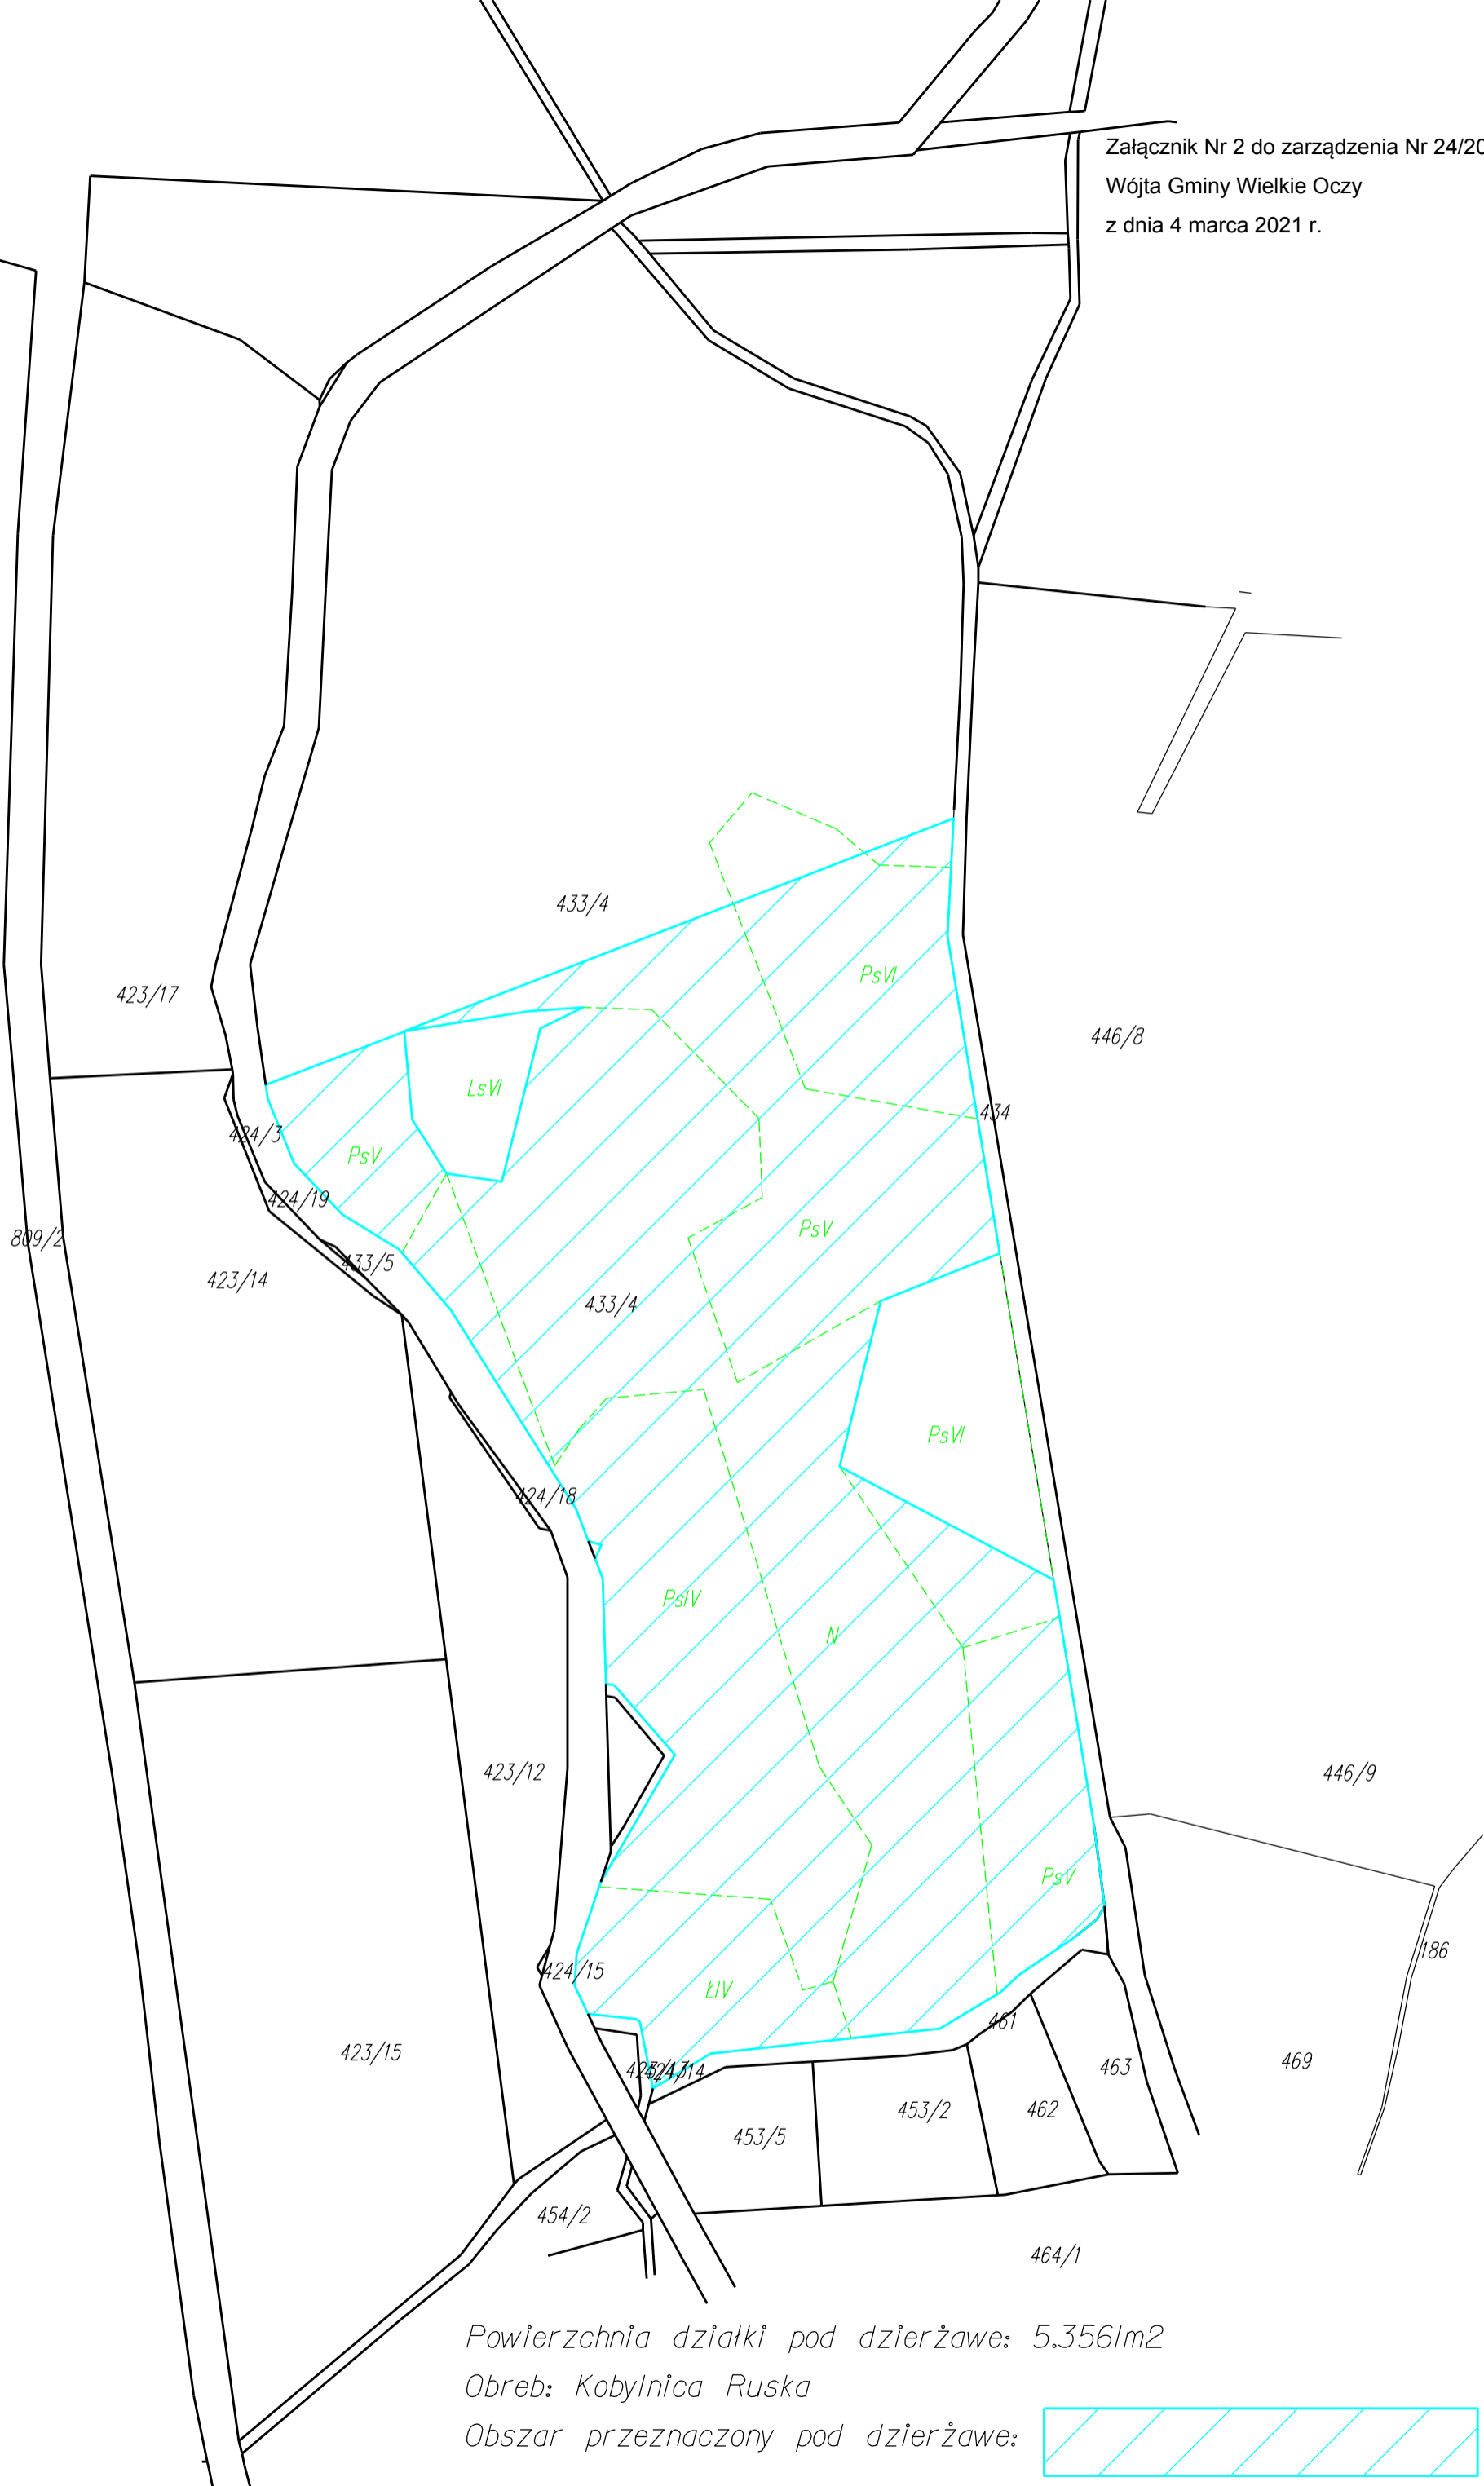 Załącznik Nr 2 do zarządzenia Nr 24/20
Wójta Gminy Wielkie Oczy
z dnia 4 marca 2021 r.
433/4
PsVI
423/17
446/8
LsVI
434
424/3
PsV
424/19
PsV
809/2
433/5
423/14
433/4
PsVI
424/18
PsIV
N
423/12
446/9
PsV
186
424/15
ŁIV
461
423/15
469
463
453/2
462
453/5
454/2
464/1
Powierzchnia działki pod dzierżawe: 5.3561m2
Obreb: Kobylnica Ruska
Obszar przeznaczony pod dzierżawe: